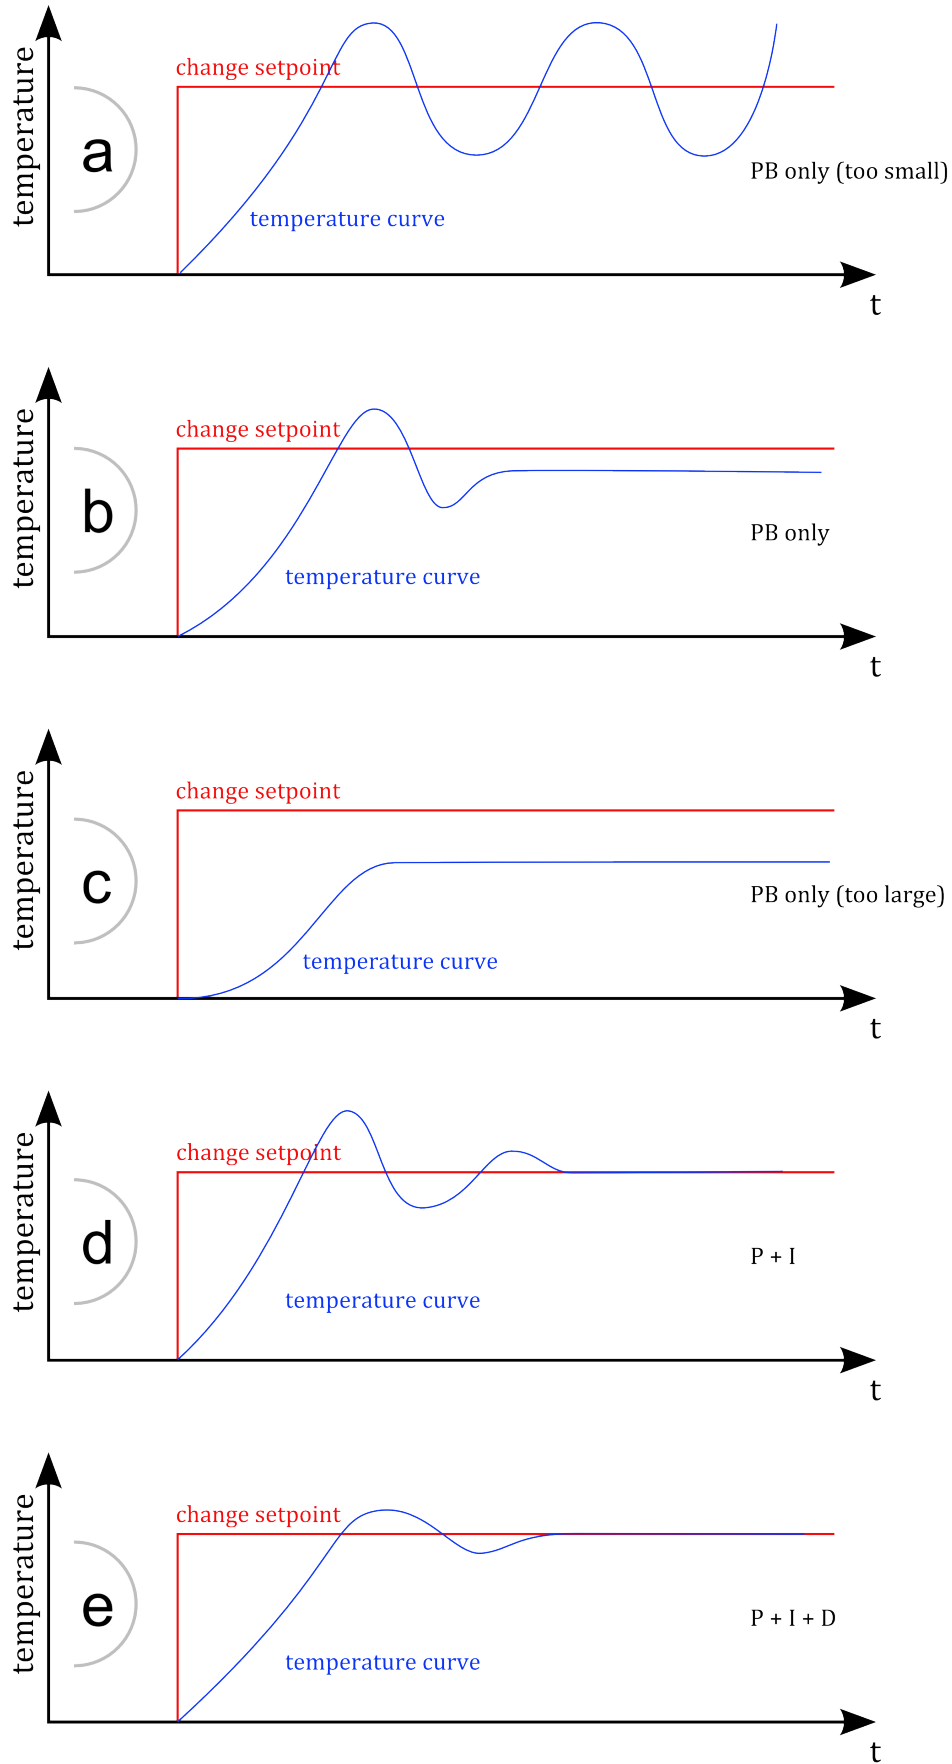 temperature
change setpoint
a
PB only (too small)
temperature curve
t
temperature
change setpoint
b
PB only
temperature curve
t
temperature
change setpoint
c
PB only (too large)
temperature curve
t
temperature
change setpoint
d
P + I
temperature curve
t
temperature
change setpoint
e
P + I + D
temperature curve
t